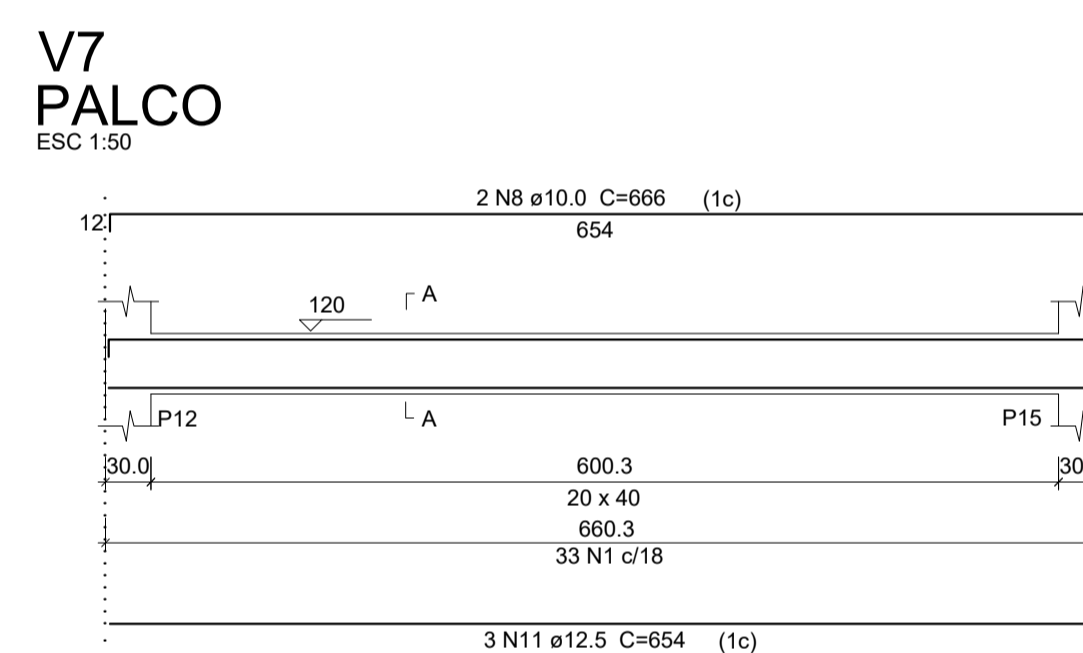 V7
PALCO
ESC 1:50
2 N8 ø10.0 C=666 (1c)
12
654
120
A
A
P12
P15
30.0
600.3
30
20 x 40
660.3
33 N1 c/18
3 N11 ø12.5 C=654 (1c)